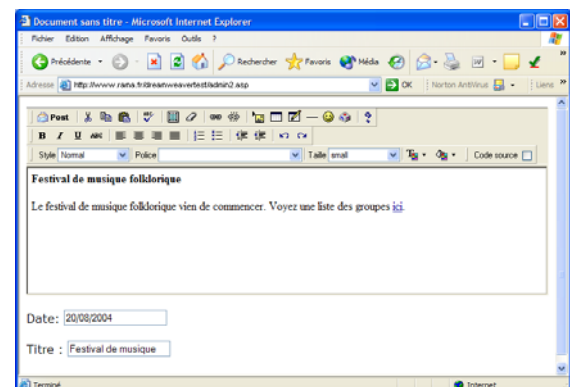 Document sans titre - Microsoft Internet Explorer
Fichier Edition Affichage Favoris Outils ?
Précédente Rechercher Favoris Média
Adresse http://www.rama.fr/dreamweavertest/admin2.asp OK Norton AntiVirus Liens »
Post
B I U ABC
Style Normal Police Taille small Code source
Festival de musique folklorique
Le festival de musique folklorique vien de commencer. Voyez une liste des groupes ici.
Date: 20/08/2004
Titre : Festival de musique
Terminé Internet